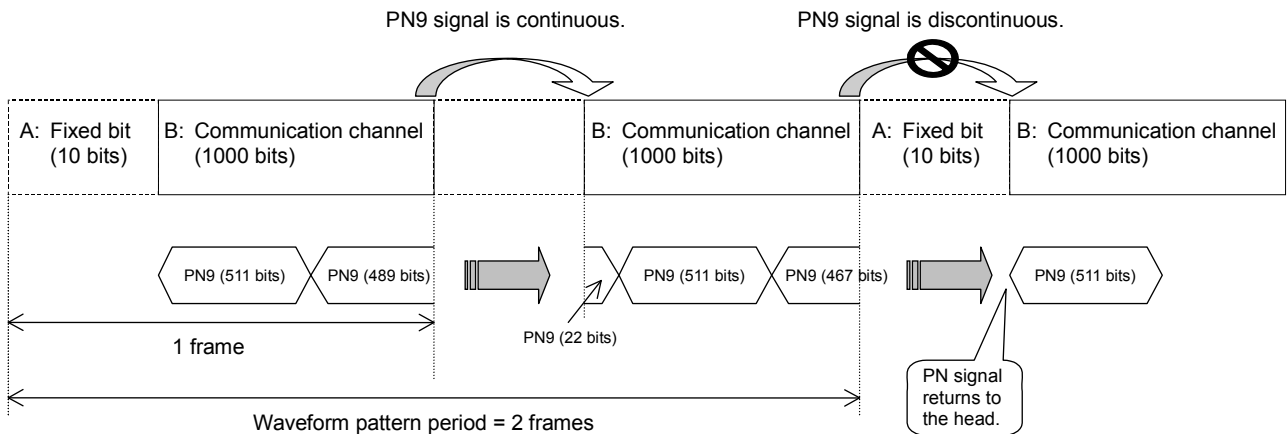 PN9 signal is continuous.
PN9 signal is discontinuous.
A: Fixed bit
(10 bits)
B: Communication channel
(1000 bits)
B: Communication channel
(1000 bits)
A: Fixed bit
(10 bits)
B: Communication channel
(1000 bits)
PN9 (511 bits)
PN9 (489 bits)
PN9 (511 bits)
PN9 (467 bits)
PN9 (511 bits)
PN9 (22 bits)
1 frame
PN signal
returns to
the head.
Waveform pattern period = 2 frames